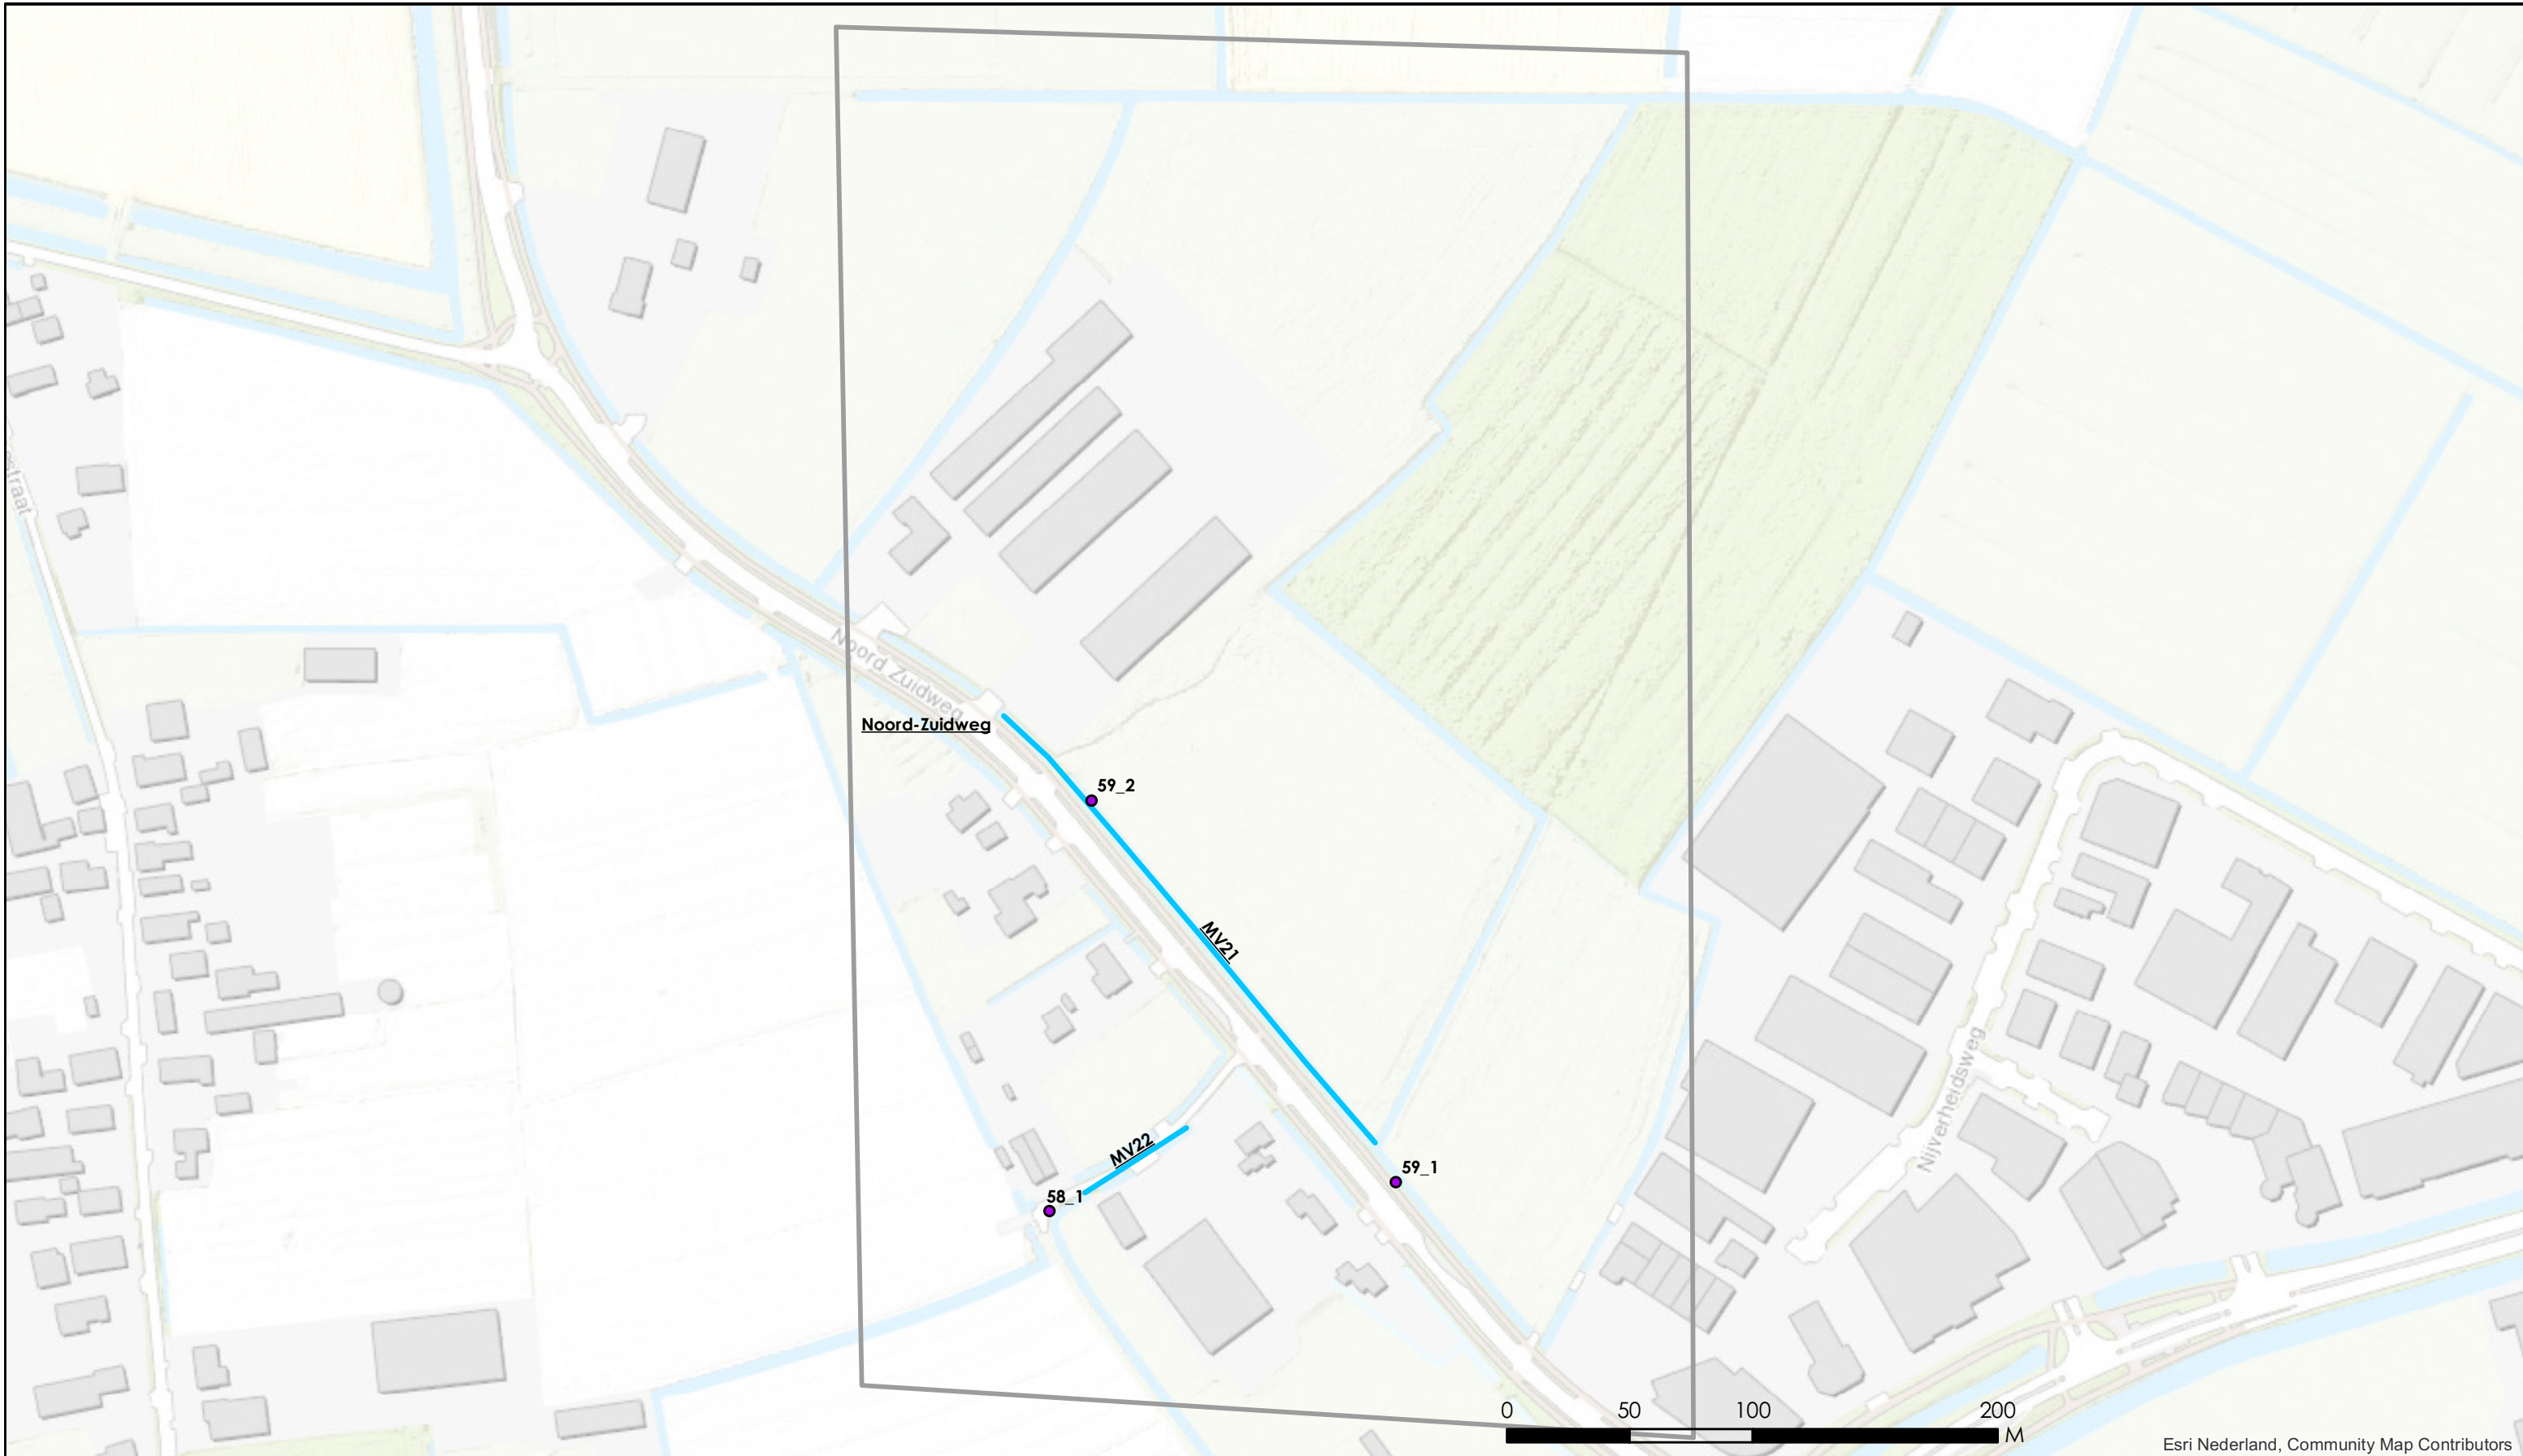 straat
Noord Zuidweg
Noord-Zuidweg
59_2
MV21
MV22
59_1
58_1
Nijverheidsweg
0 50 100 200
M
Esri Nederland, Community Map Contributors